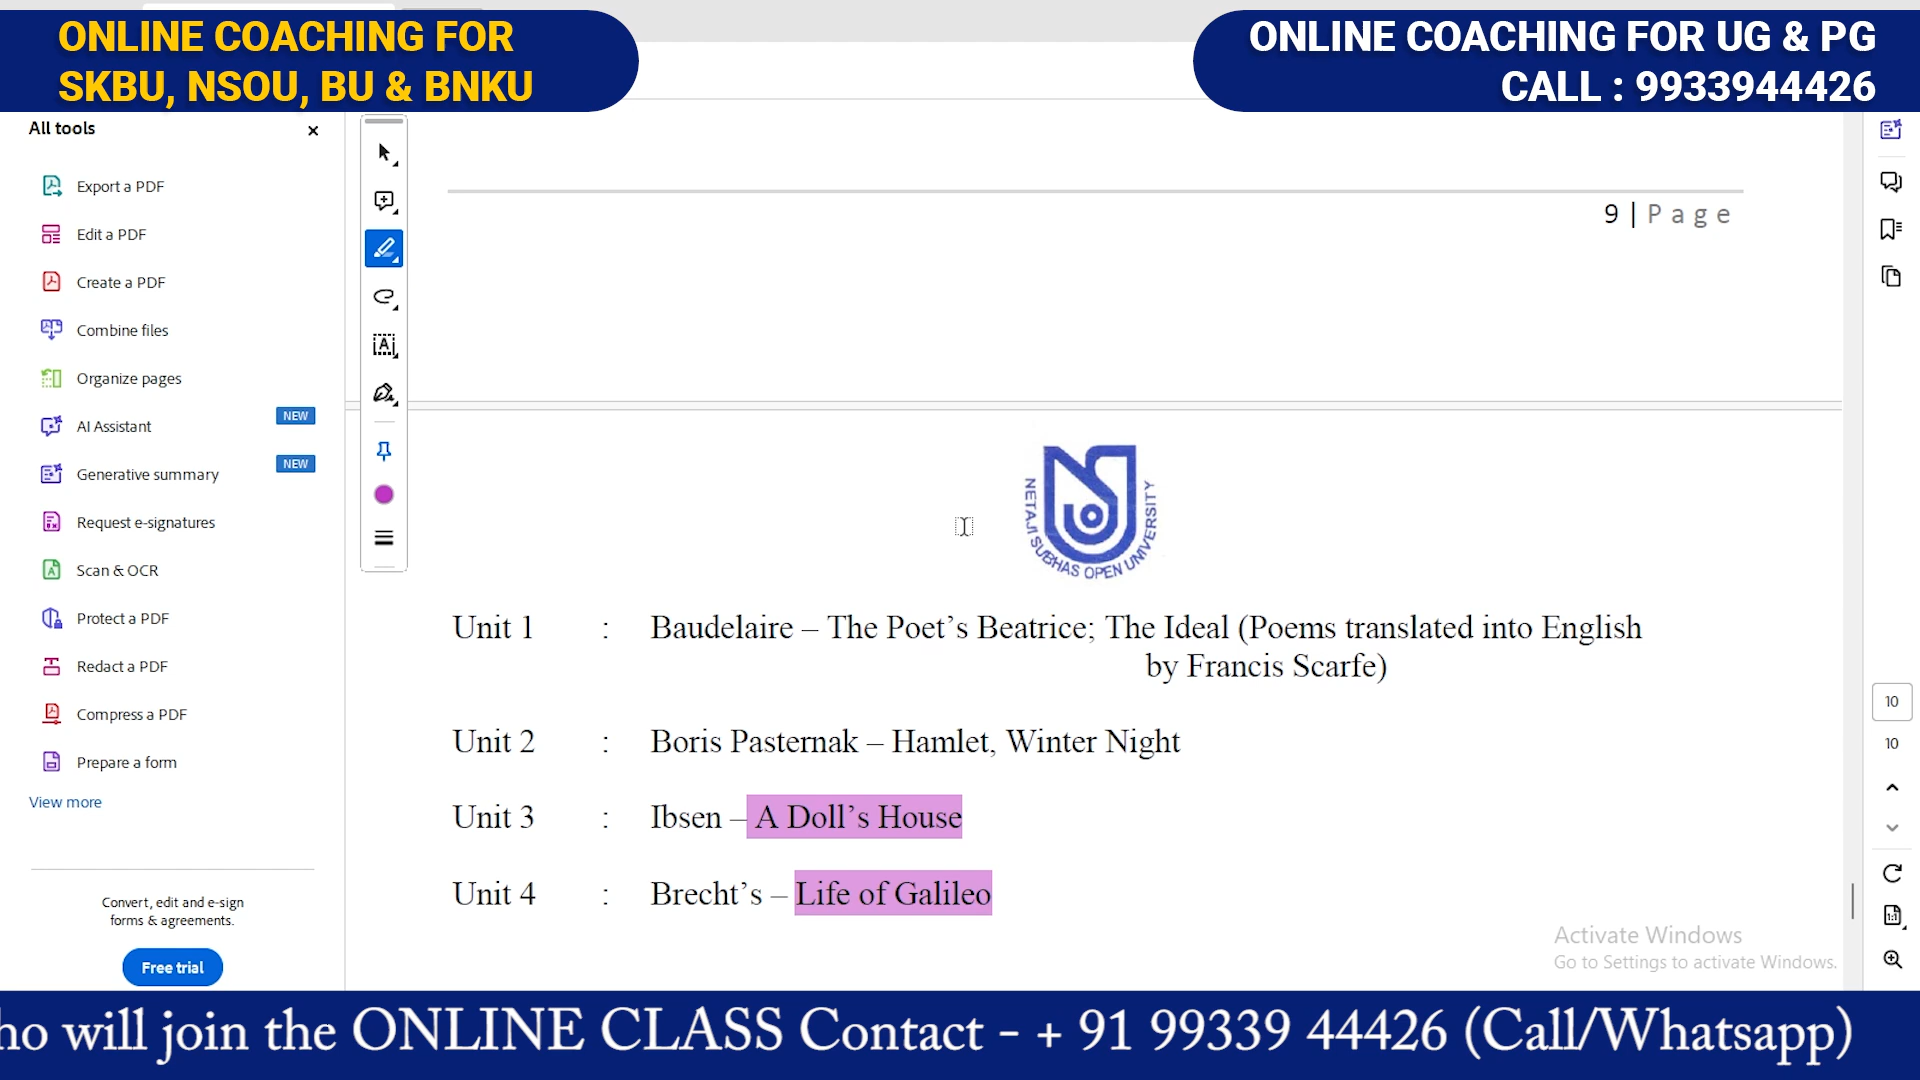 ONLINE COACHING FOR
SKBU, NSOU, BU & BNKU
ONLINE COACHING FOR UG & PG
CALL : 9933944426
All tools
Export a PDF
Edit a PDF
Create a PDF
Combine files
Organize pages
AI Assistant
NEW
Generative summary
NEW
Request e-signatures
Scan & OCR
Protect a PDF
Redact a PDF
Compress a PDF
Prepare a form
View more
Convert, edit and e-sign
forms & agreements.
Free trial
9 | Page
NETAJI SUBHAS OPEN UNIVERSITY
Unit 1 : Baudelaire – The Poet’s Beatrice; The Ideal (Poems translated into English
by Francis Scarfe)
Unit 2 : Boris Pasternak – Hamlet, Winter Night
Unit 3 : Ibsen – A Doll’s House
Unit 4 : Brecht’s – Life of Galileo
10
10
Activate Windows
Go to Settings to activate Windows.
ho will join the ONLINE CLASS Contact - + 91 99339 44426 (Call/Whatsapp)